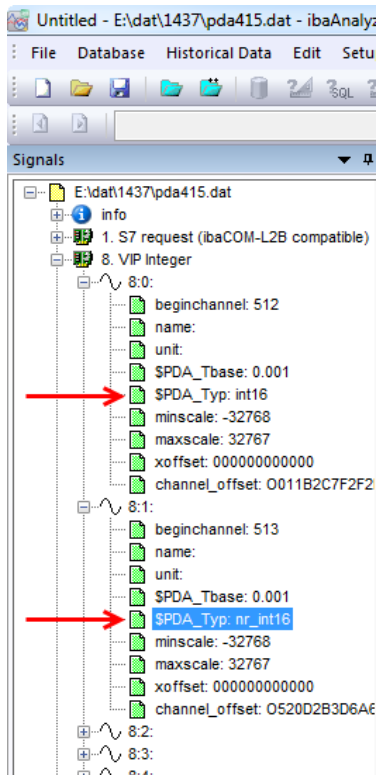 Untitled - E:\dat\1437\pda415.dat - ibaAnalyz
File Database Historical Data Edit Setu
SQL
Signals
E:\dat\1437\pda415.dat
info
1. S7 request (ibaCOM-L2B compatible)
8. VIP Integer
8:0:
beginchannel: 512
name:
unit:
$PDA_Tbase: 0.001
$PDA_Typ: int16
minscale: -32768
maxscale: 32767
xoffset: 000000000000
channel_offset: O011B2C7F2F2
8:1:
beginchannel: 513
name:
unit:
$PDA_Tbase: 0.001
$PDA_Typ: nr_int16
minscale: -32768
maxscale: 32767
xoffset: 000000000000
channel_offset: O520D2B3D6A6
8:2:
8:3:
8:4: